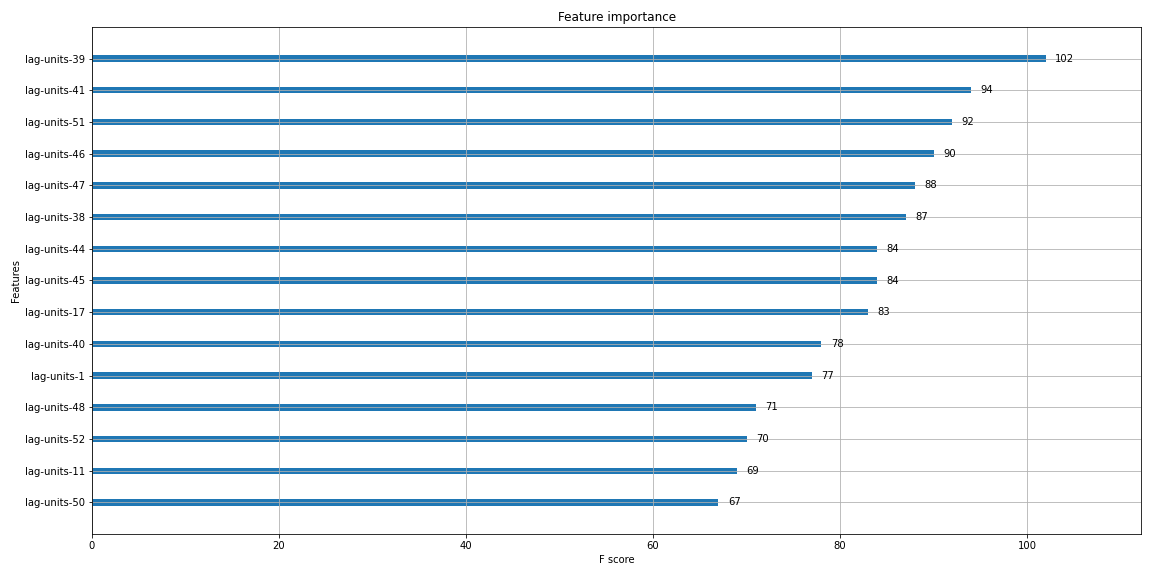 Feature importance
lag-units-39 102
lag-units-41 94
lag-units-51 92
lag-units-46 90
lag-units-47 88
lag-units-38 87
lag-units-44 84
lag-units-45 84
lag-units-17 83
lag-units-40 78
lag-units-1 77
lag-units-48 71
lag-units-52 70
lag-units-11 69
lag-units-50 67
Features
0 20 40 60 80 100
F score